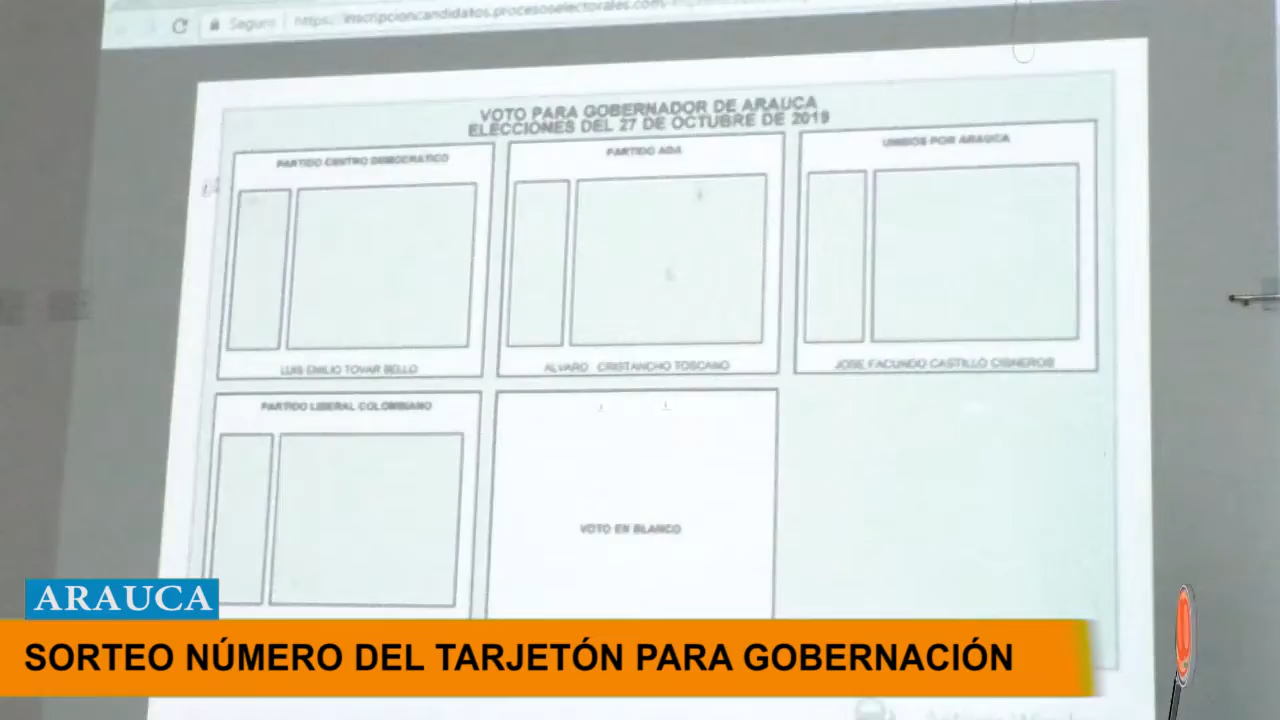 Seguro https://inscripcioncandidatos.procesoselectorales.com
VOTO PARA GOBERNADOR DE ARAUCA
ELECCIONES DEL 27 DE OCTUBRE DE 2019
PARTIDO CENTRO DEMOCRATICO
PARTIDO ADA
UNIDOS POR ARAUCA
LUIS EMILIO TOVAR BELLO
ALVARO CRISTANCHO TOSCANO
JOSE FACUNDO CASTILLO CISNEROS
PARTIDO LIBERAL COLOMBIANO
VOTO EN BLANCO
ARAUCA
SORTEO NÚMERO DEL TARJETÓN PARA GOBERNACIÓN